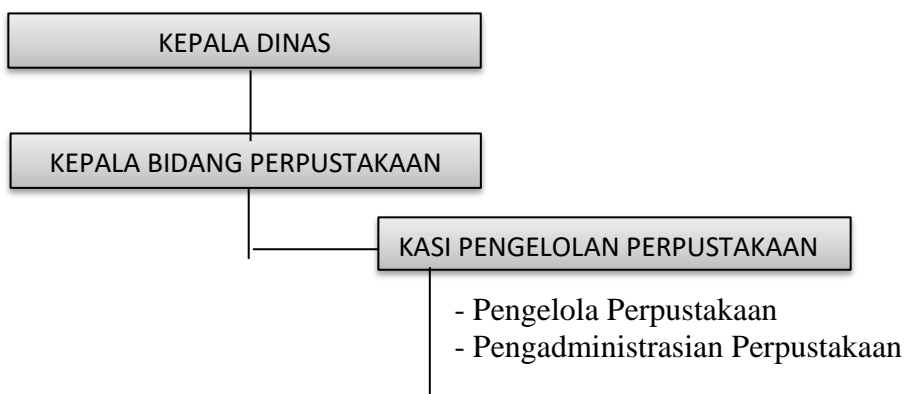 KEPALA DINAS
KEPALA BIDANG PERPUSTAKAAN
KASI PENGELOLAN PERPUSTAKAAN
- Pengelola Perpustakaan
- Pengadministrasian Perpustakaan